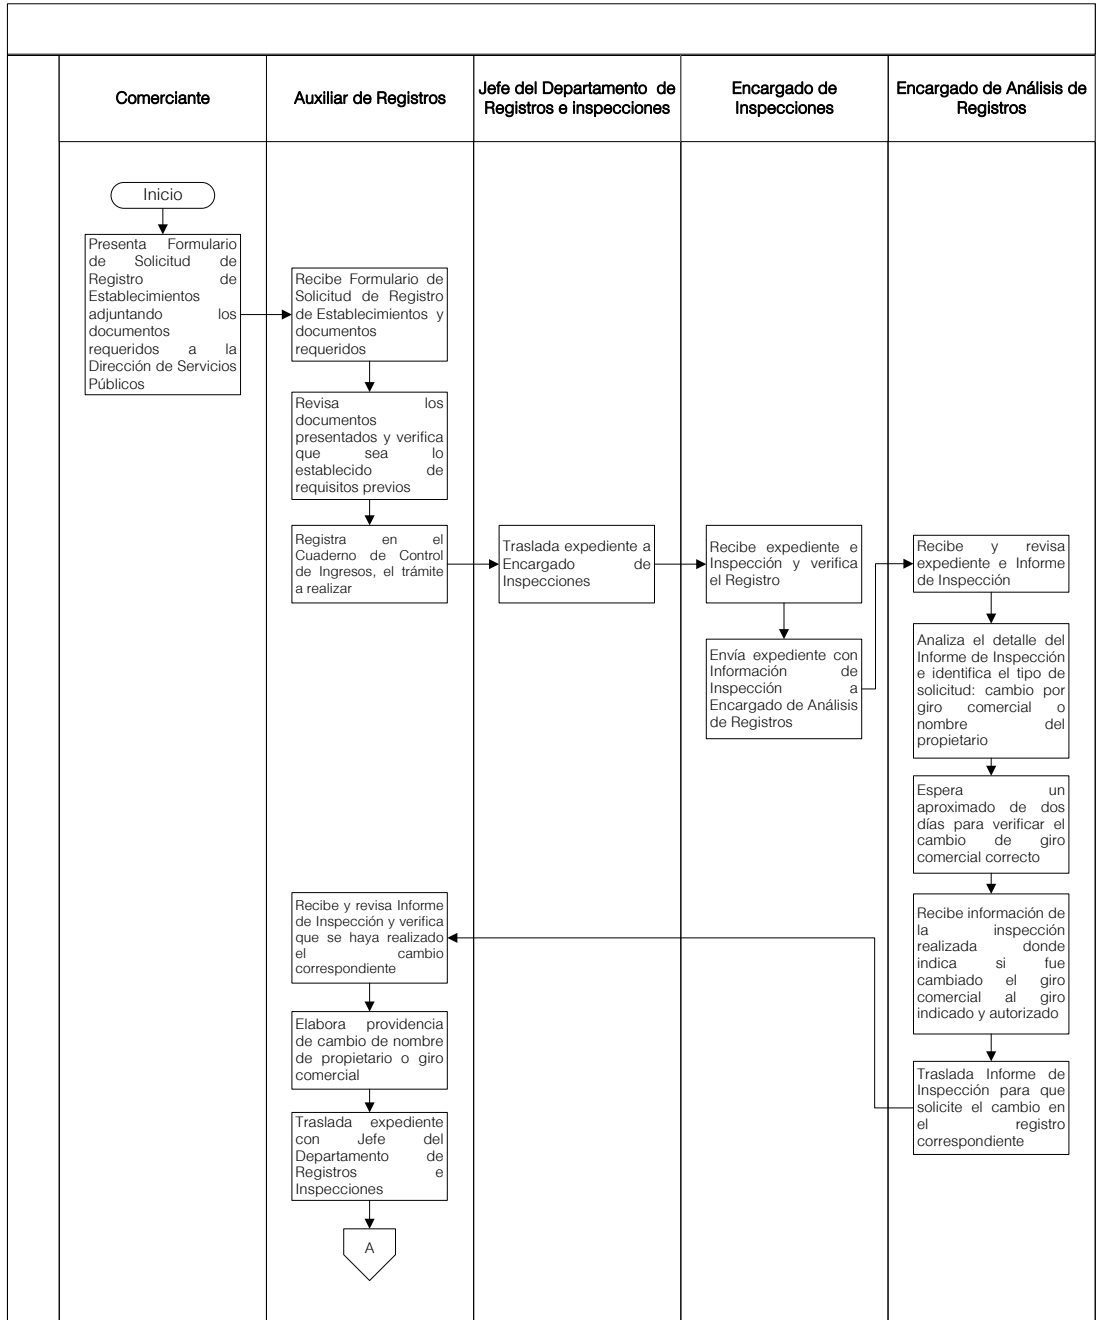 Comerciante
Auxiliar de Registros
Jefe del Departamento de
Registros e inspecciones
Encargado de
Inspecciones
Encargado de Análisis de
Registros
Inicio
Presenta Formulario
de Solicitud de
Registro de
Establecimientos
adjuntando los
documentos
requeridos a la
Dirección de Servicios
Públicos
Recibe Formulario de
Solicitud de Registro
de Establecimientos y
documentos
requeridos
Revisa los
documentos
presentados y verifica
que sea lo
establecido de
requisitos previos
Registra en el
Cuaderno de Control
de Ingresos, el trámite
a realizar
Traslada expediente a
Encargado de
Inspecciones
Recibe expediente e
Inspección y verifica
el Registro
Envía expediente con
Información de
Inspección a
Encargado de Análisis
de Registros
Recibe y revisa
expediente e Informe
de Inspección
Analiza el detalle del
Informe de Inspección
e identifica el tipo de
solicitud: cambio por
giro comercial o
nombre del
propietario
Espera un
aproximado de dos
días para verificar el
cambio de giro
comercial correcto
Recibe información de
la inspección
realizada donde
indica si fue
cambiado el giro
comercial al giro
indicado y autorizado
Traslada Informe de
Inspección para que
solicite el cambio en
el registro
correspondiente
Recibe y revisa Informe
de Inspección y verifica
que se haya realizado
el cambio
correspondiente
Elabora providencia
de cambio de nombre
de propietario o giro
comercial
Traslada expediente
con Jefe del
Departamento de
Registros e
Inspecciones
A